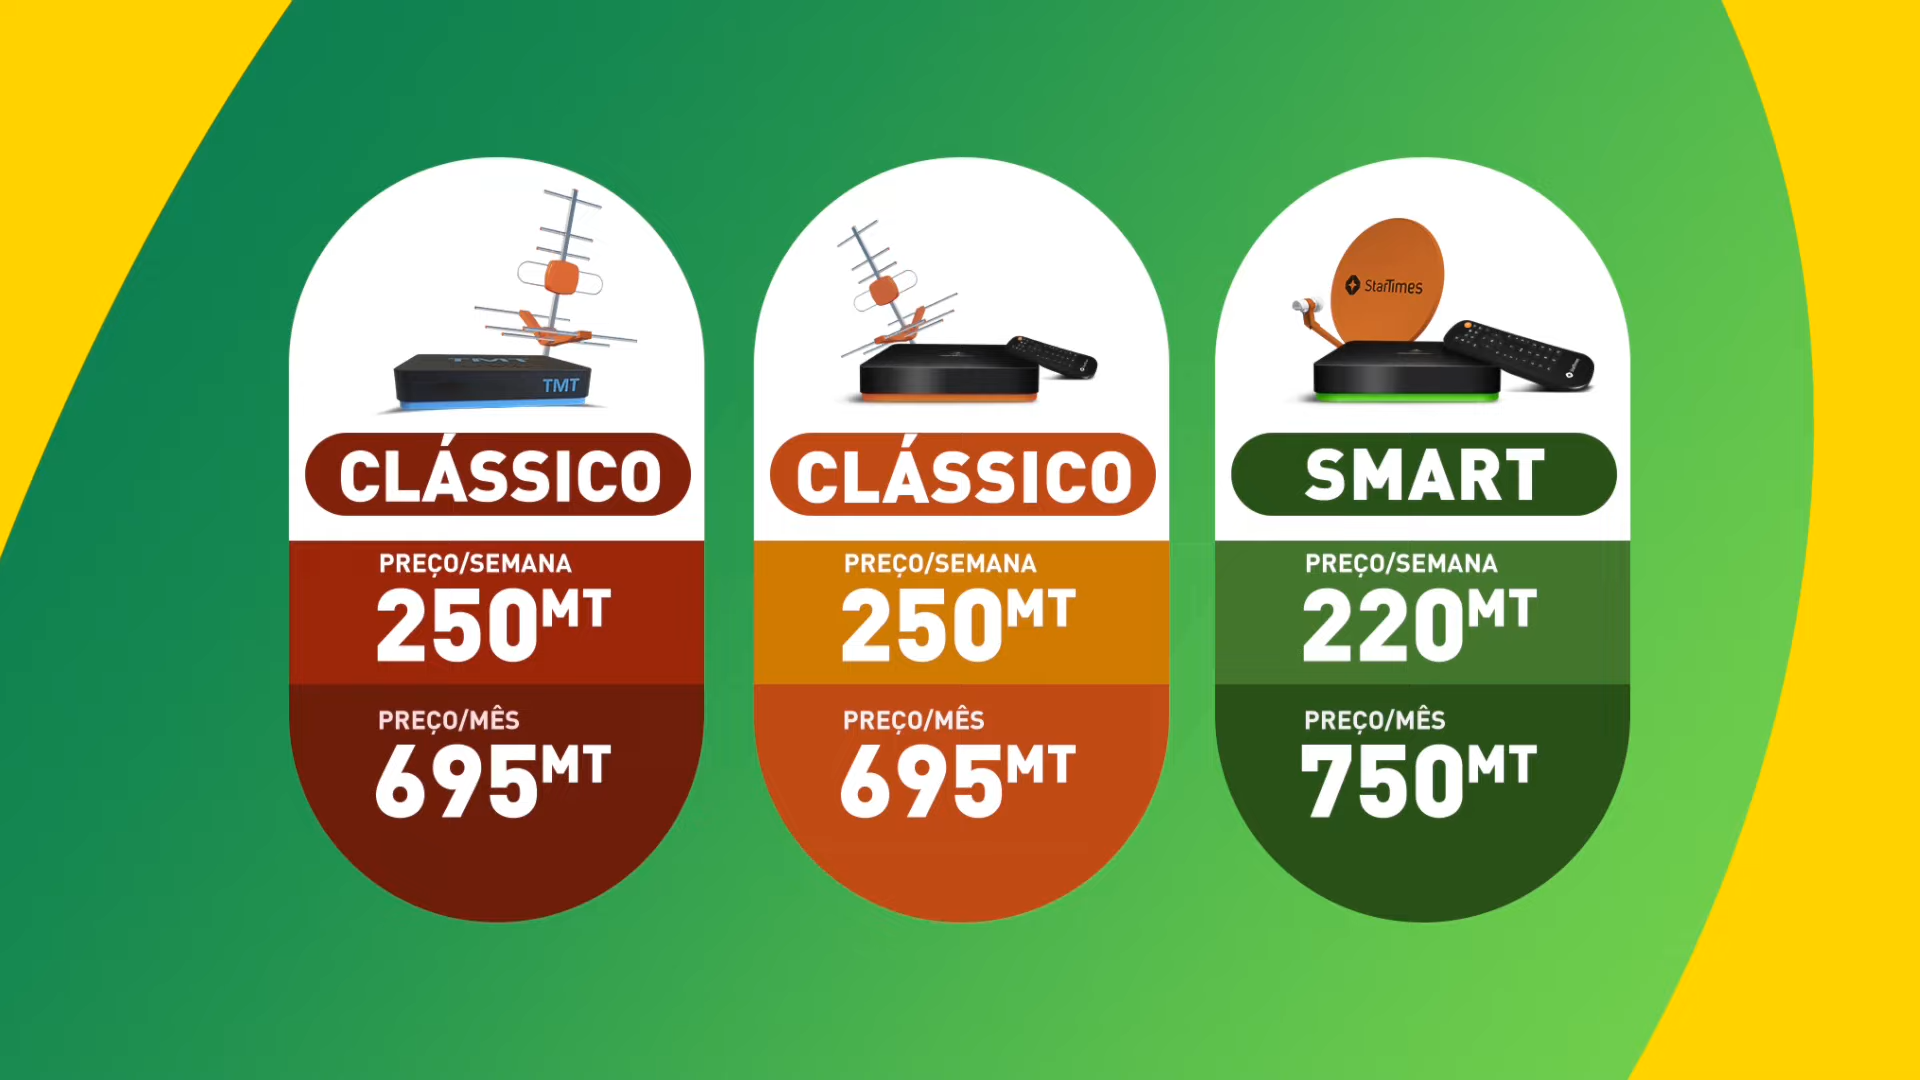 TMT
TMT
CLÁSSICO
PREÇO/SEMANA
250MT
PREÇO/MÊS
695MT
CLÁSSICO
PREÇO/SEMANA
250MT
PREÇO/MÊS
695MT
StarTimes
SMART
PREÇO/SEMANA
220MT
PREÇO/MÊS
750MT